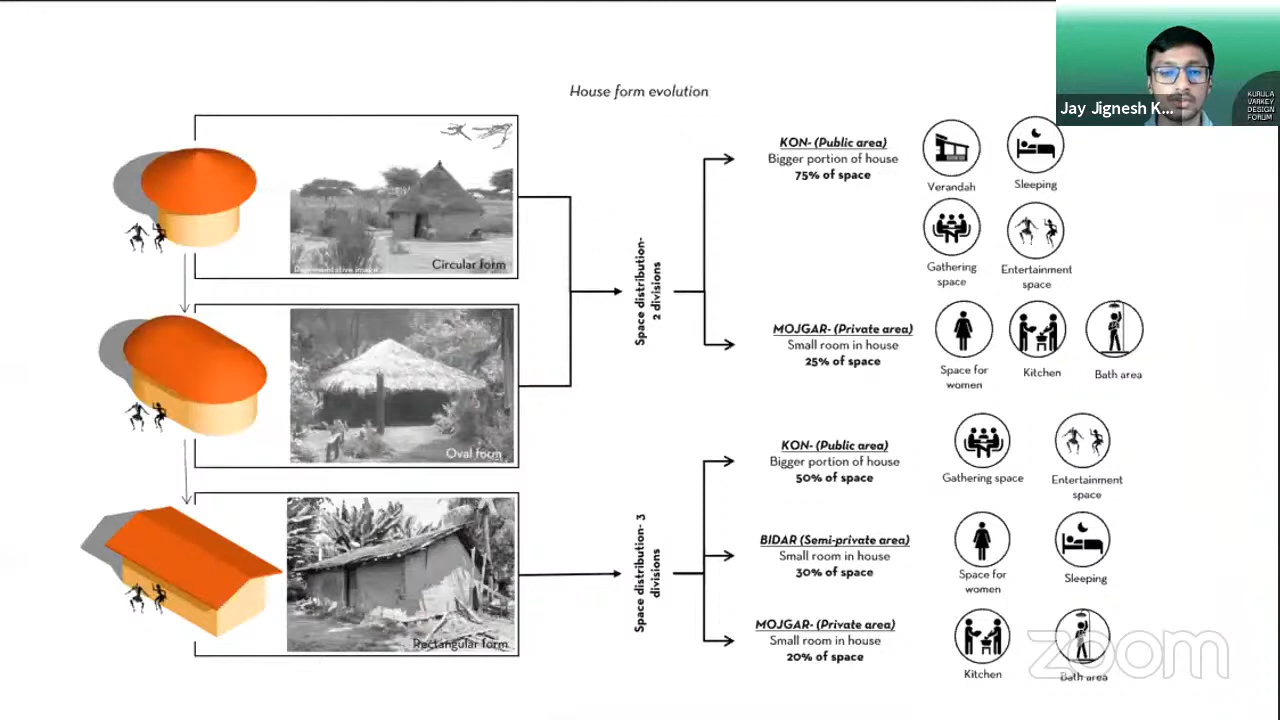 Jay Jignesh K...
KURULA
VARKEY
DESIGN
FORUM
House form evolution
Representative image
Circular form
Oval form
Rectangular form
Space distribution-
2 divisions
KON- (Public area)
Bigger portion of house
75% of space
Verandah
Sleeping
Gathering
space
Entertainment
space
MOJGAR- (Private area)
Small room in house
25% of space
Space for
women
Kitchen
Bath area
Space distribution- 3
divisions
KON- (Public area)
Bigger portion of house
50% of space
Gathering space
Entertainment
space
BIDAR (Semi-private area)
Small room in house
30% of space
Space for
women
Sleeping
MOJGAR- (Private area)
Small room in house
20% of space
Kitchen
Bath area
zoom